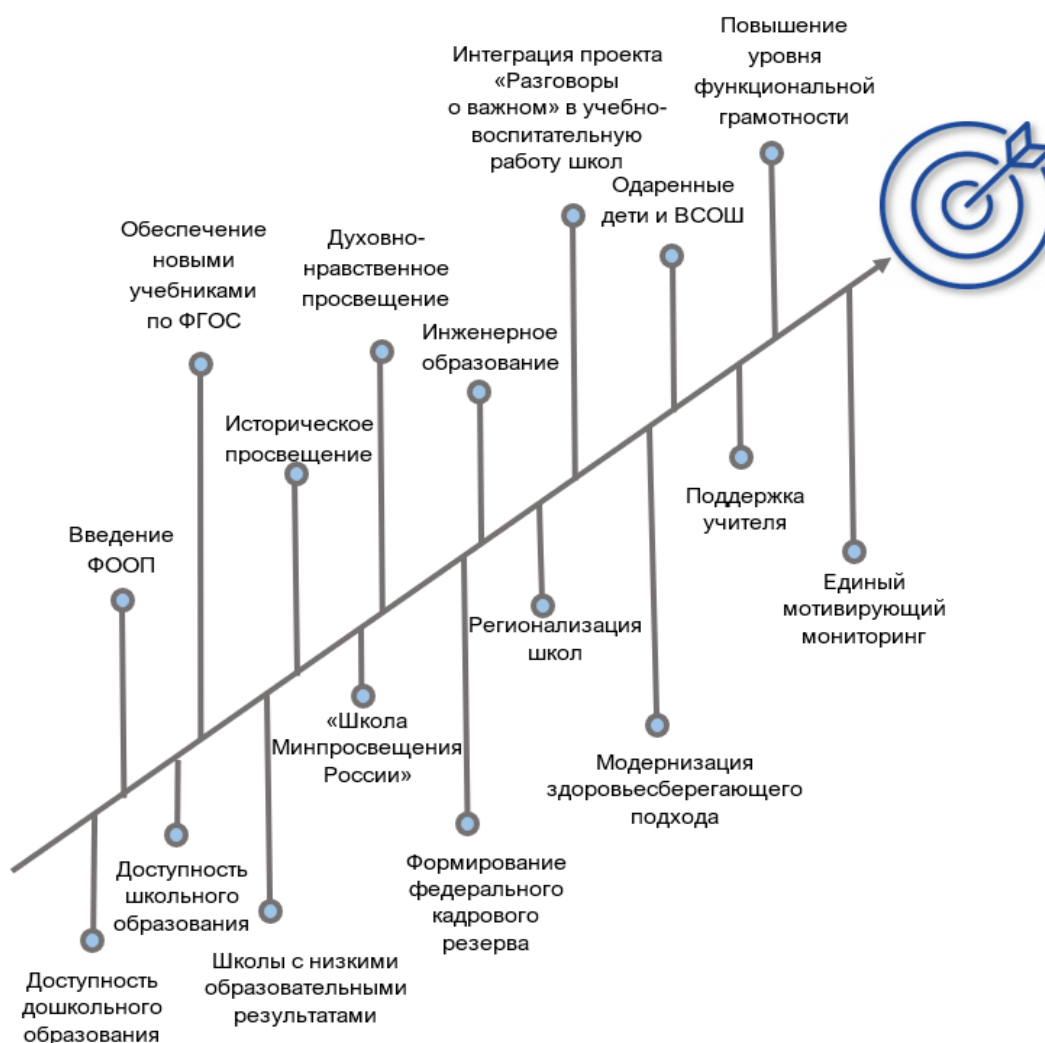 Повышение
уровня
функциональной
грамотности
Интеграция проекта
«Разговоры
о важном» в учебно-
воспитательную
работу школ
Одаренные
дети и ВСОШ
Обеспечение
новыми
учебниками
по ФГОС
Духовно-
нравственное
просвещение
Инженерное
образование
Историческое
просвещение
Введение
ФООП
Поддержка
учителя
Единый
мотивирующий
мониторинг
Регионализация
школ
«Школа
Минпросвещения
России»
Модернизация
здоровьесберегающего
подхода
Доступность
школьного
образования
Формирование
федерального
кадрового
резерва
Школы с низкими
образовательными
результатами
Доступность
дошкольного
образования